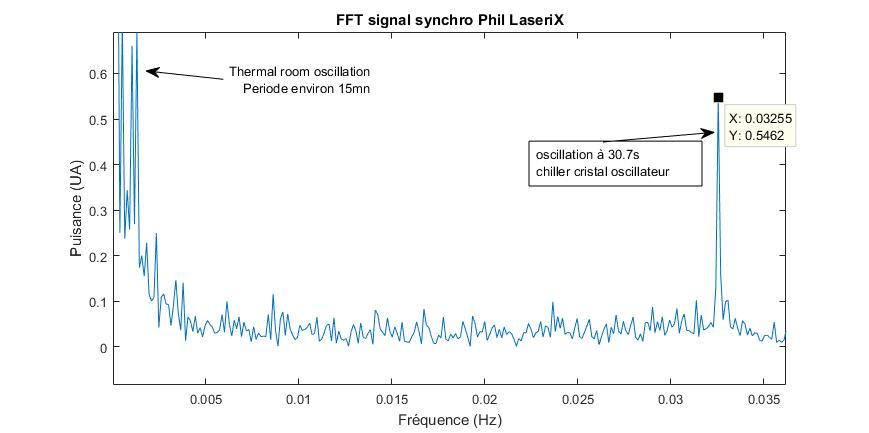 FFT signal synchro Phil LaseriX
Thermal room oscillation
Periode environ 15mn
X: 0.03255
Y: 0.5462
oscillation à 30.7s
chiller cristal oscillateur
Puisance (UA)
0.6
0.5
0.4
0.3
0.2
0.1
0
0.005
0.01
0.015
0.02
0.025
0.03
0.035
Fréquence (Hz)